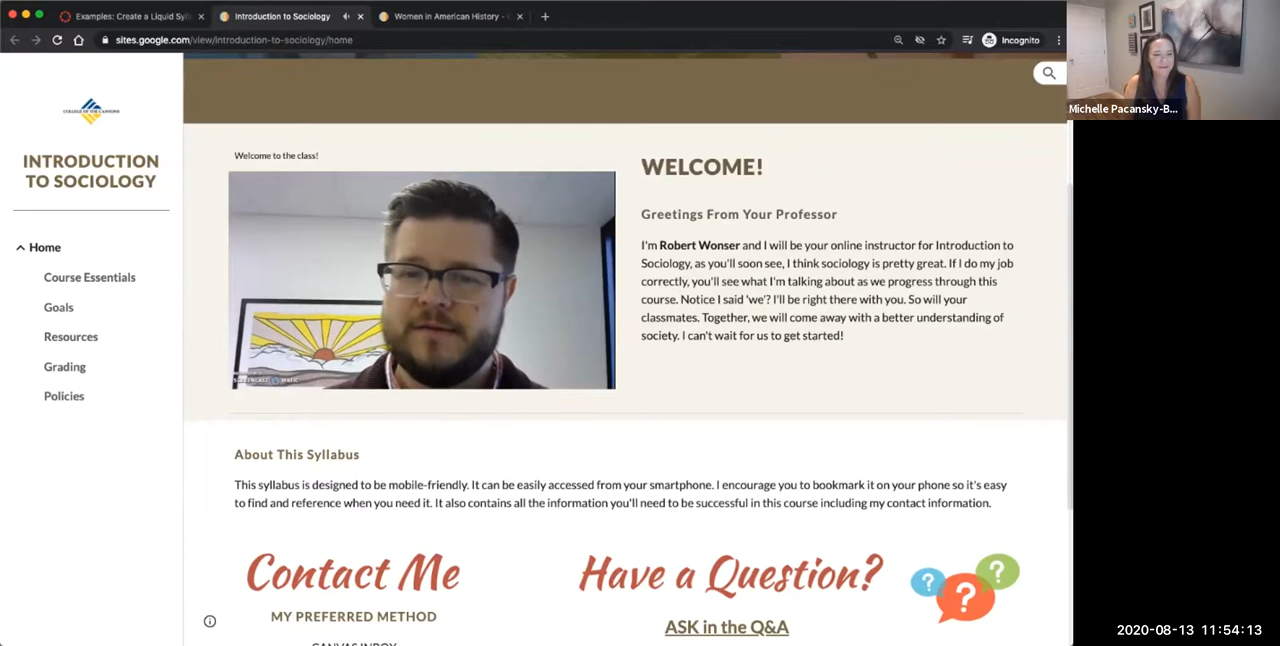 Examples: Create a Liquid Syll
Introduction to Sociology
Women in American History -
sites.google.com/view/introduction-to-sociology/home
Incognito
Michelle Pacansky-B...
COLLEGE OF THE CANYONS
INTRODUCTION
TO SOCIOLOGY
Home
Course Essentials
Goals
Resources
Grading
Policies
Welcome to the class!
SCREENCAST MATIC
WELCOME!
Greetings From Your Professor
I'm Robert Wonser and I will be your online instructor for Introduction to
Sociology, as you'll soon see, I think sociology is pretty great. If I do my job
correctly, you'll see what I'm talking about as we progress through this
course. Notice I said 'we'? I'll be right there with you. So will your
classmates. Together, we will come away with a better understanding of
society. I can't wait for us to get started!
About This Syllabus
This syllabus is designed to be mobile-friendly. It can be easily accessed from your smartphone. I encourage you to bookmark it on your phone so it's easy
to find and reference when you need it. It also contains all the information you'll need to be successful in this course including my contact information.
Contact Me
MY PREFERRED METHOD
CANVAS INBOX
Have a Question?
? ? ?
ASK in the Q&A
2020-08-13 11:54:13